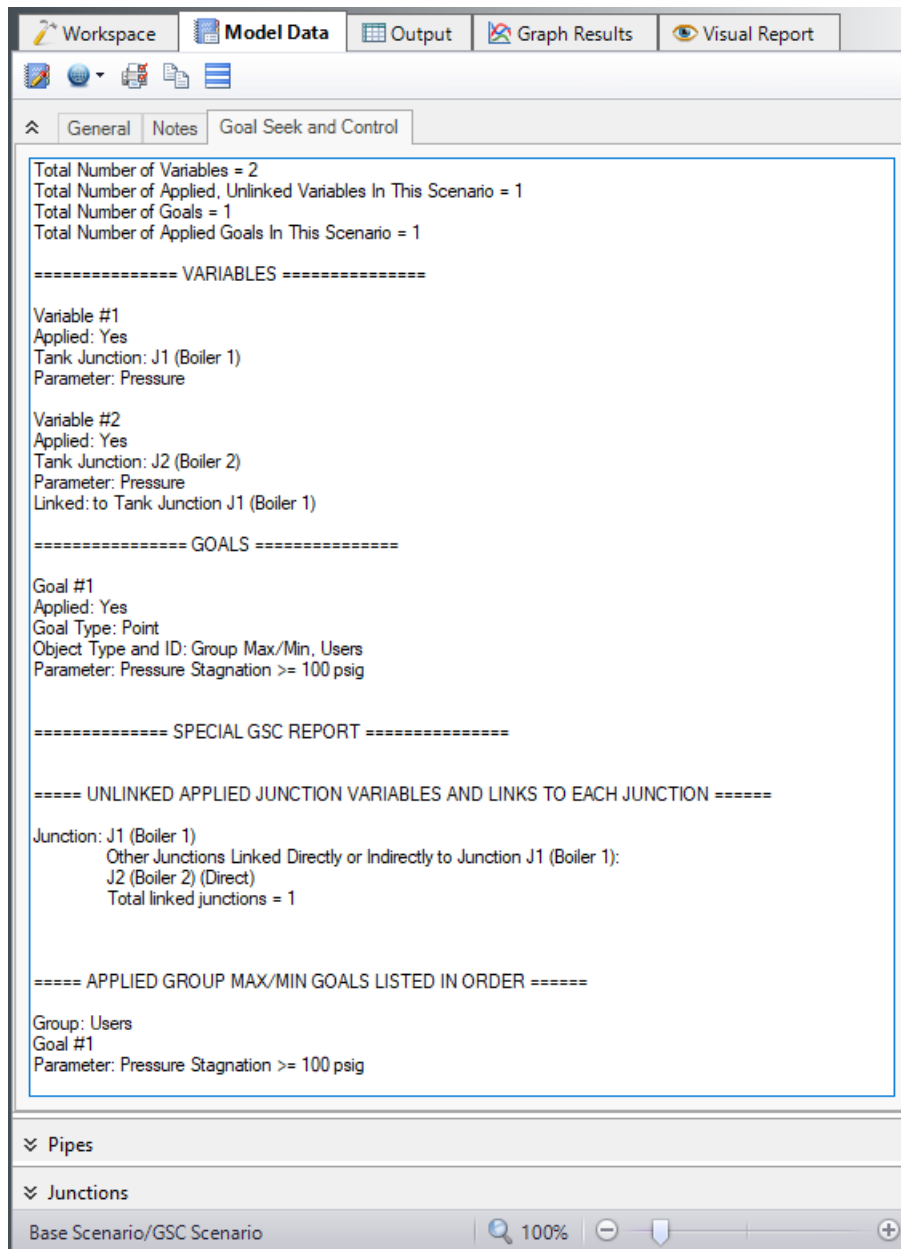 Workspace Model Data Output Graph Results Visual Report
General Notes Goal Seek and Control
Total Number of Variables = 2
Total Number of Applied, Unlinked Variables In This Scenario = 1
Total Number of Goals = 1
Total Number of Applied Goals In This Scenario = 1
=============== VARIABLES ===============
Variable #1
Applied: Yes
Tank Junction: J1 (Boiler 1)
Parameter: Pressure
Variable #2
Applied: Yes
Tank Junction: J2 (Boiler 2)
Parameter: Pressure
Linked: to Tank Junction J1 (Boiler 1)
================ GOALS ===============
Goal #1
Applied: Yes
Goal Type: Point
Object Type and ID: Group Max/Min, Users
Parameter: Pressure Stagnation >= 100 psig
============== SPECIAL GSC REPORT ===============
===== UNLINKED APPLIED JUNCTION VARIABLES AND LINKS TO EACH JUNCTION ======
Junction: J1 (Boiler 1)
Other Junctions Linked Directly or Indirectly to Junction J1 (Boiler 1):
J2 (Boiler 2) (Direct)
Total linked junctions = 1
===== APPLIED GROUP MAX/MIN GOALS LISTED IN ORDER ======
Group: Users
Goal #1
Parameter: Pressure Stagnation >= 100 psig
Pipes
Junctions
Base Scenario/GSC Scenario 100%